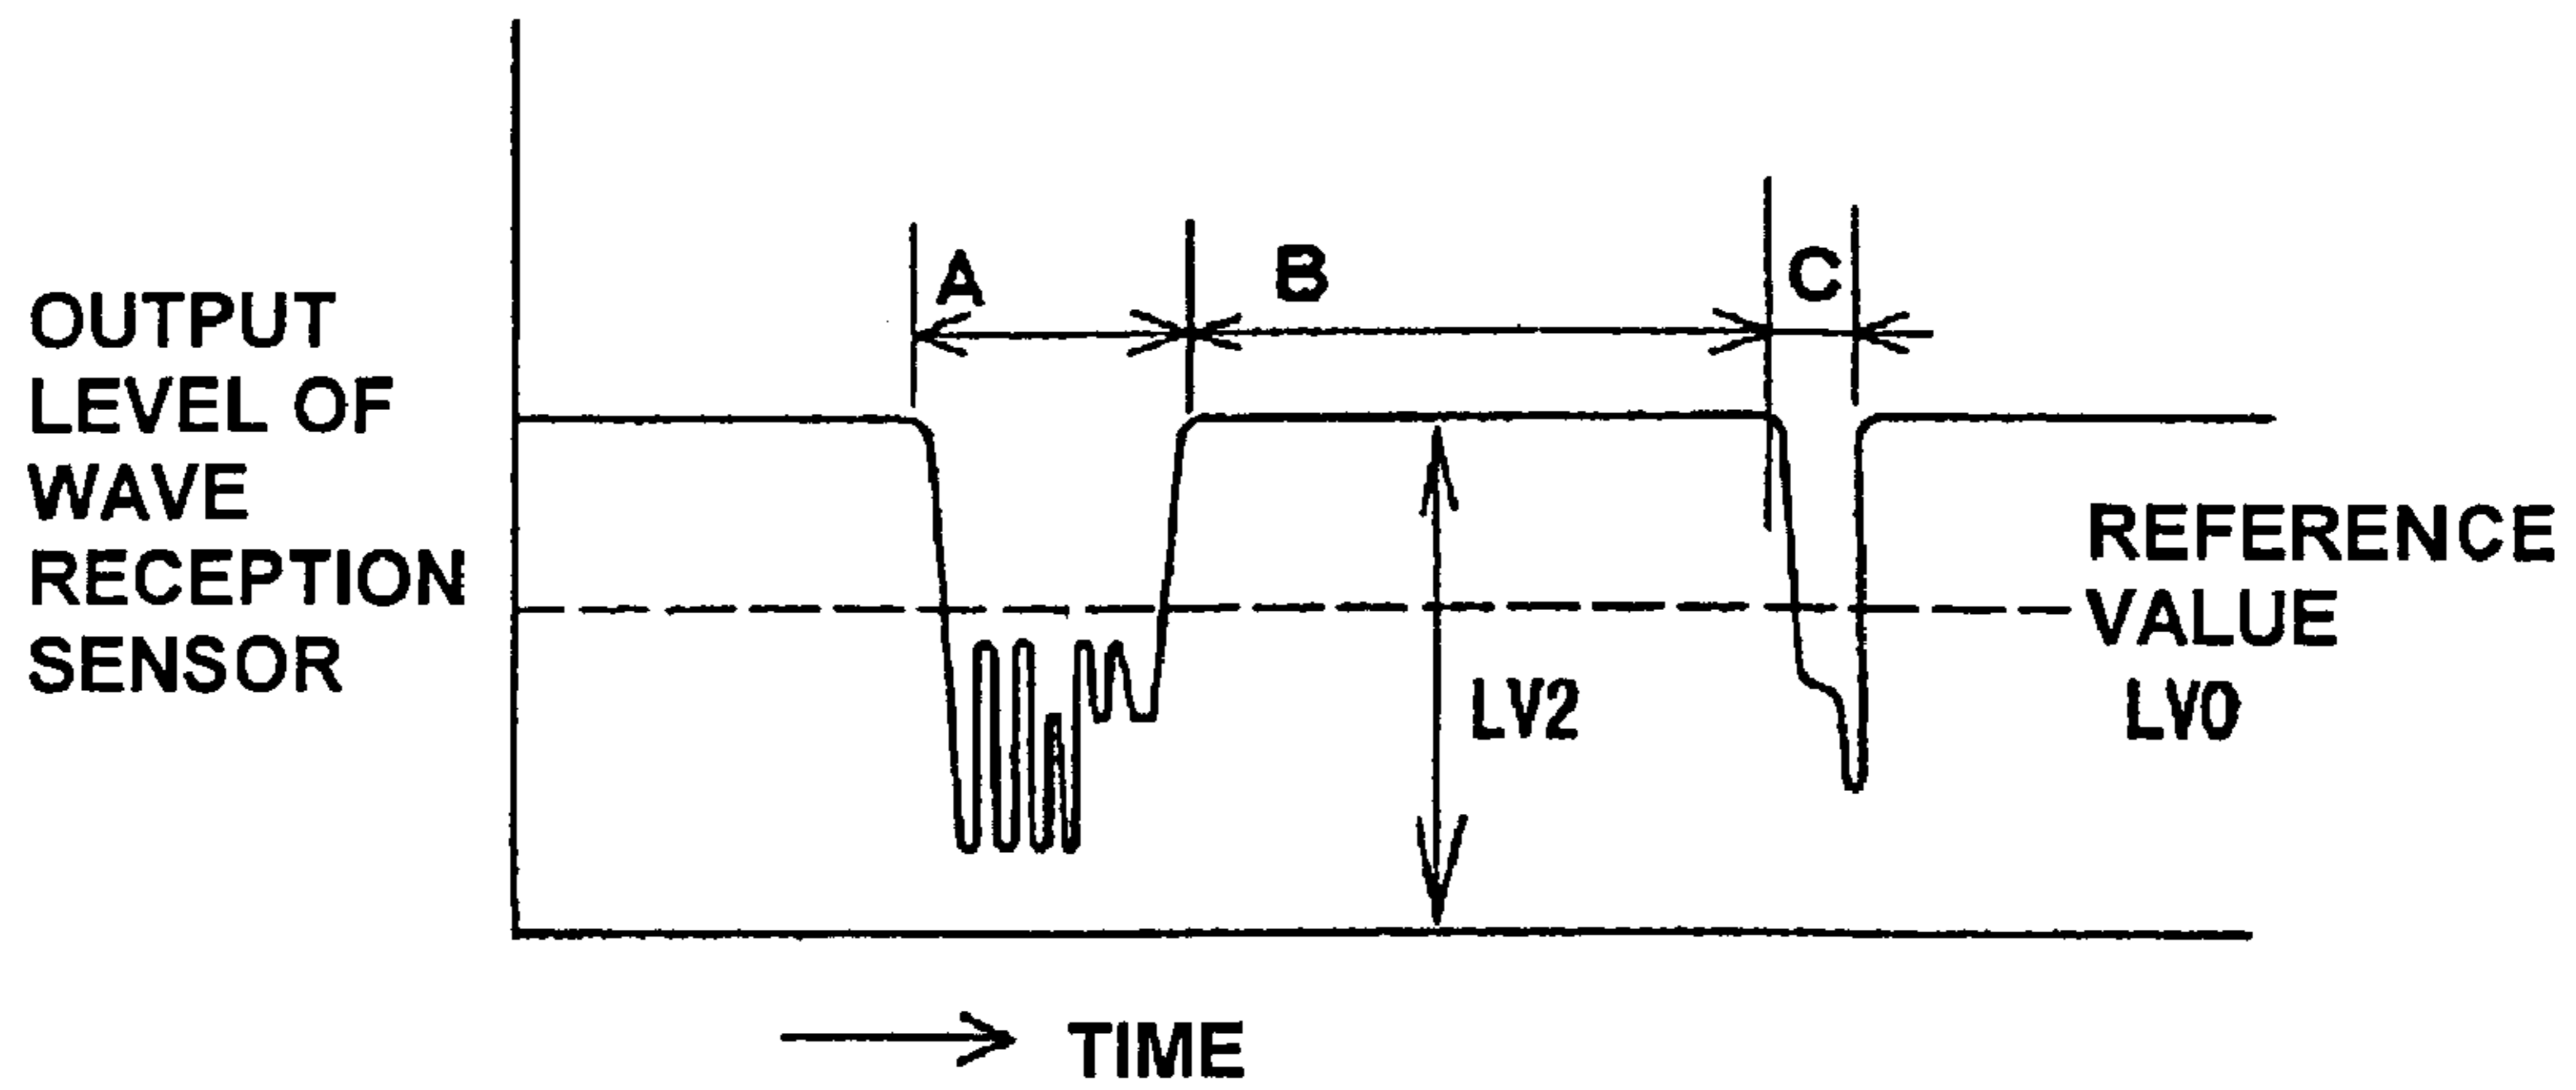 A
B
C
OUTPUT
LEVEL OF
WAVE
RECEPTION
SENSOR
REFERENCE
VALUE
LV0
LV2
TIME